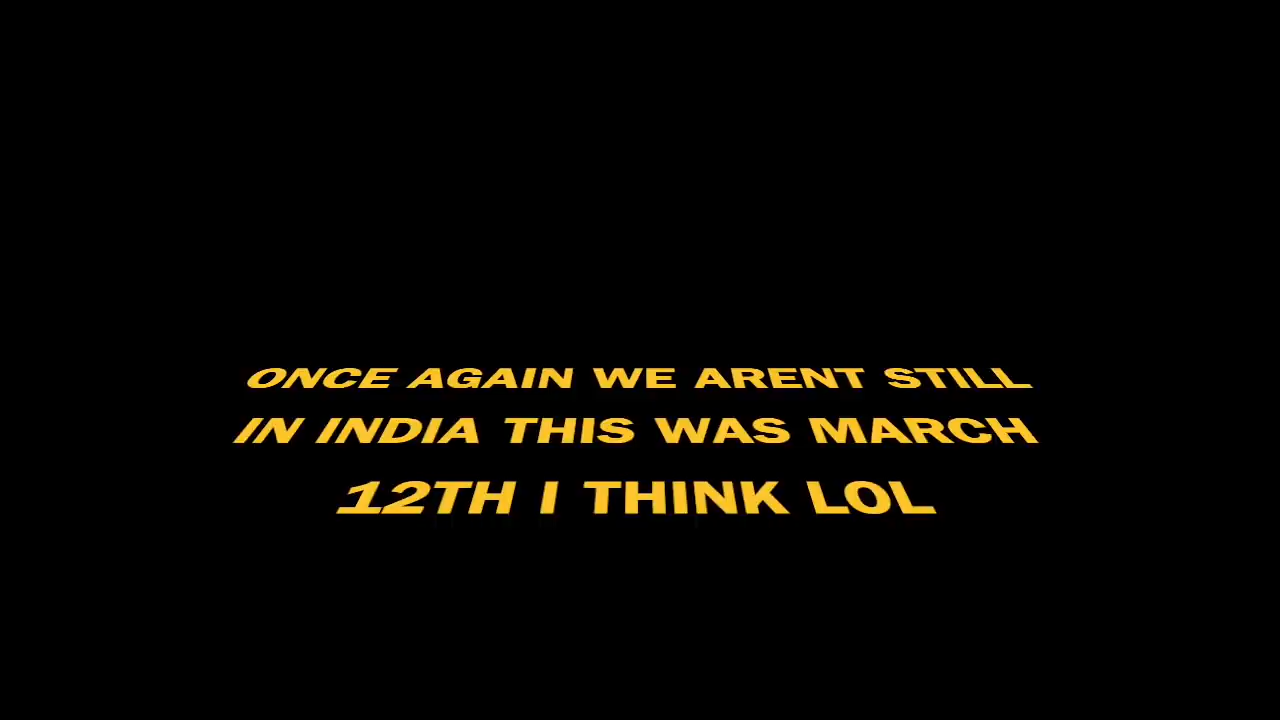 ONCE AGAIN WE ARENT STILL
IN INDIA THIS WAS MARCH
12TH I THINK LOL